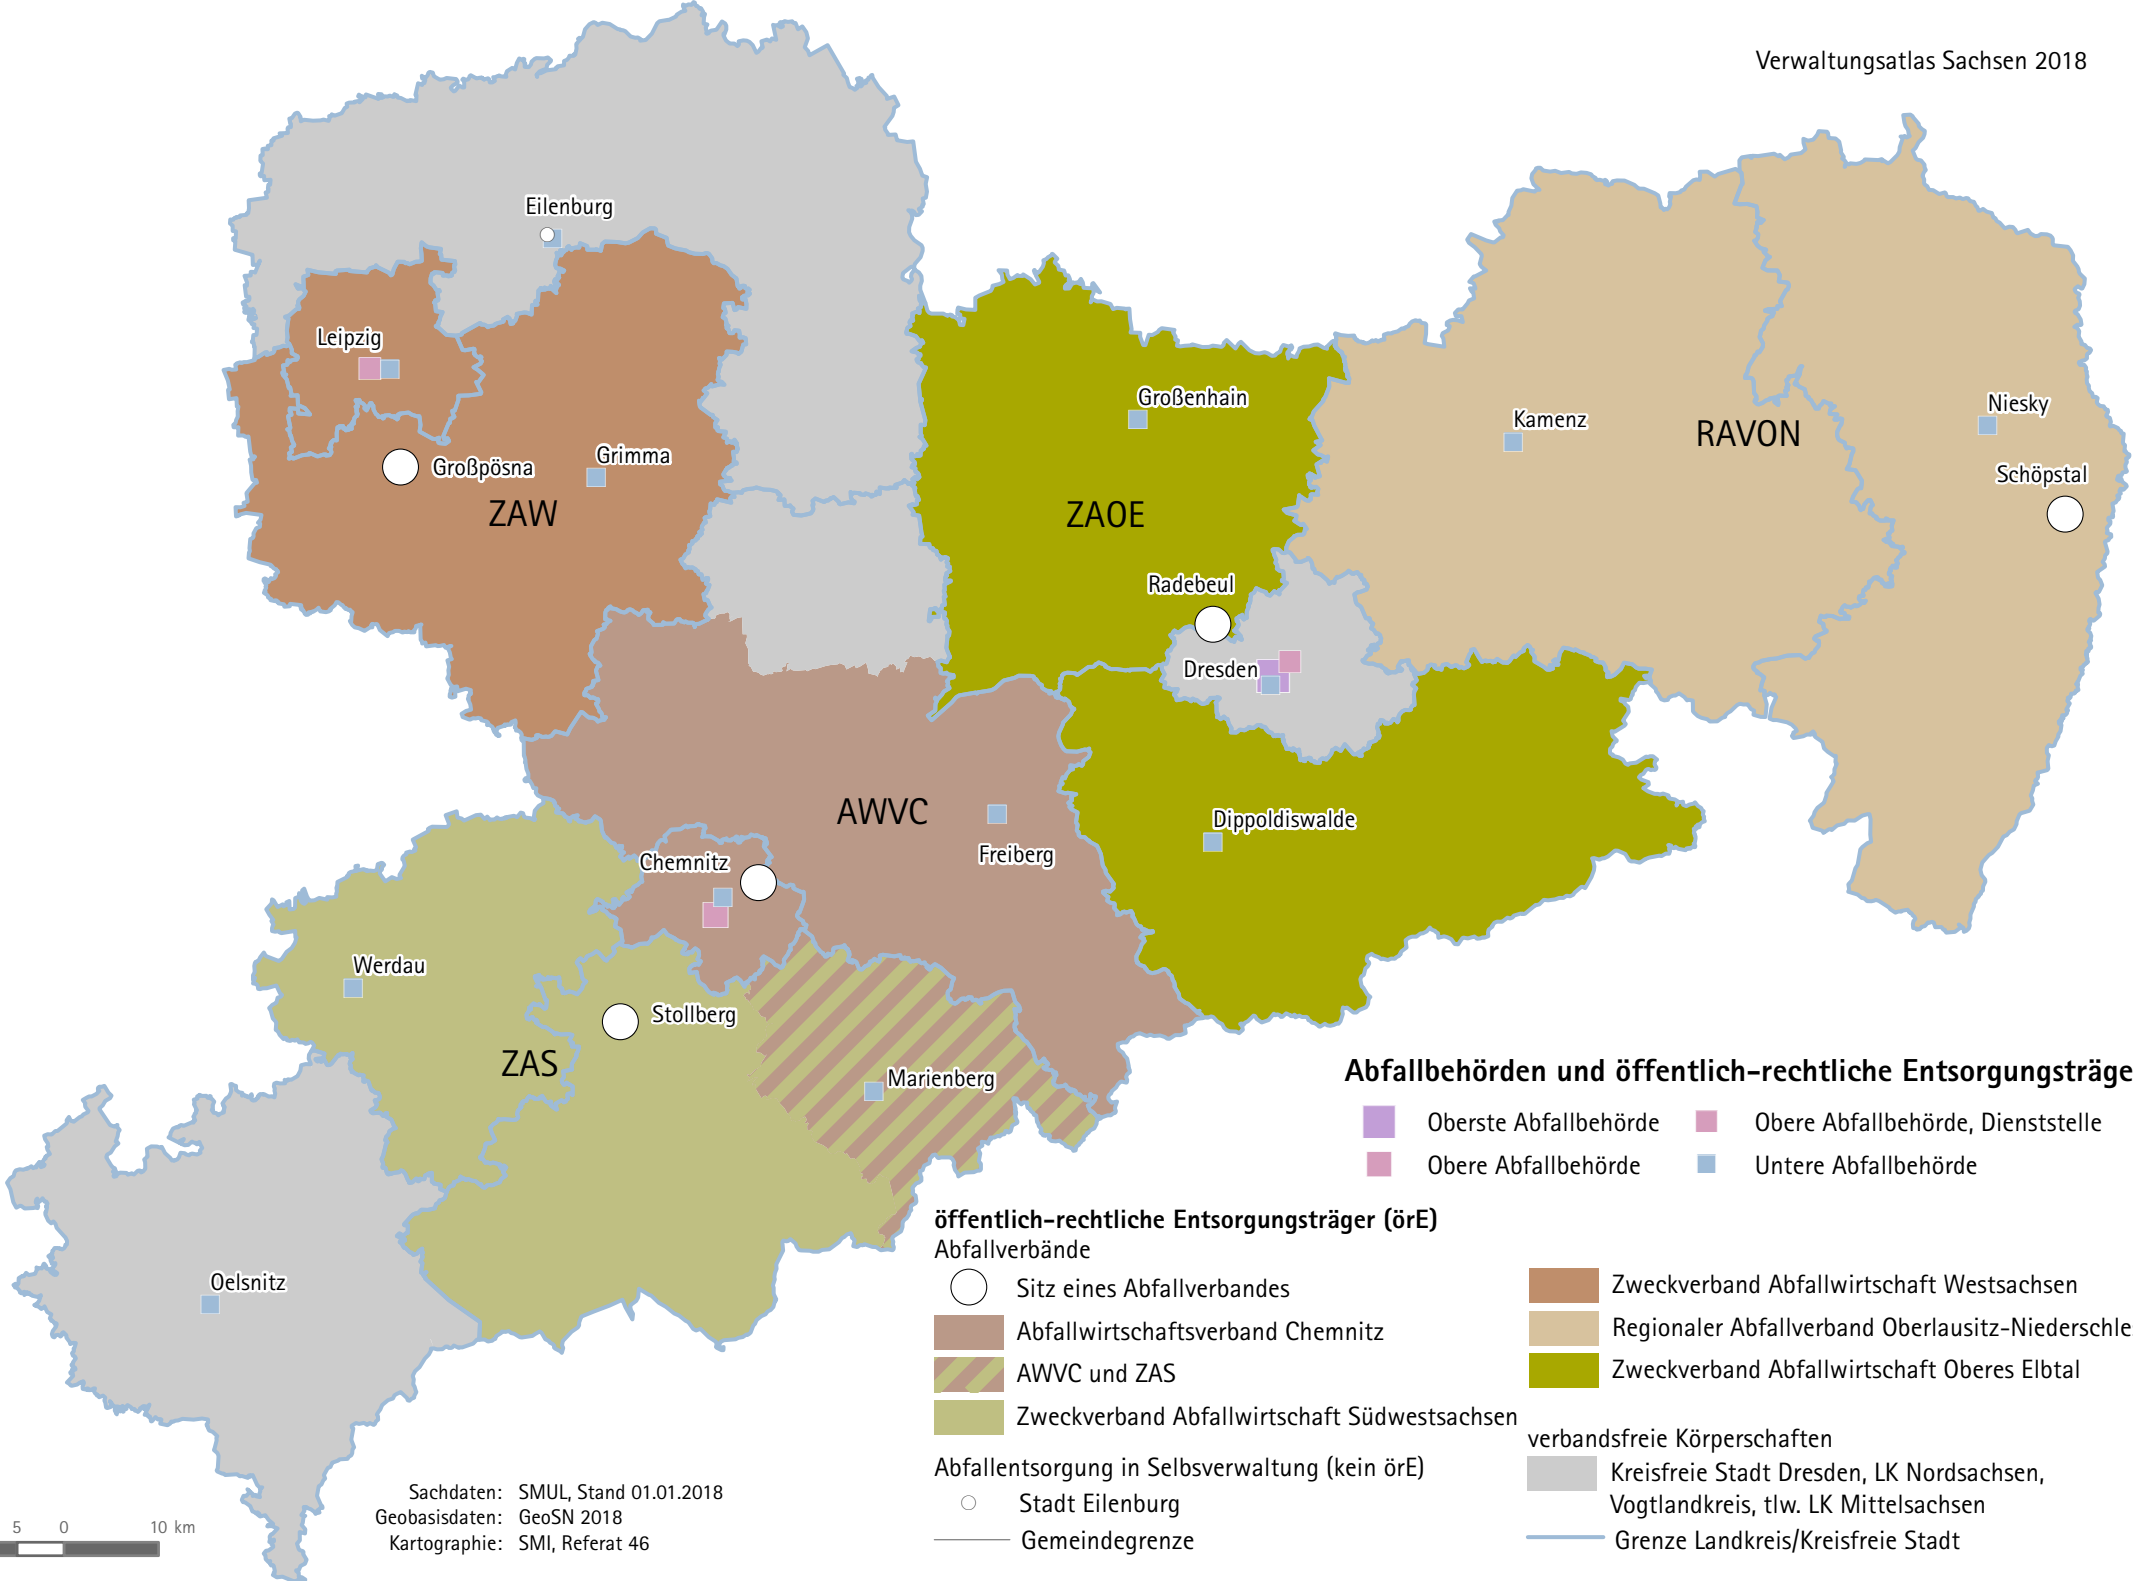 Verwaltungsatlas Sachsen 2018
Eilenburg
Leipzig
Großenhain
Kamenz
RAVON
Niesky
Großpösna
Grimma
Schöpstal
ZAW
ZAOE
Radebeul
Dresden
AWVC
Dippoldiswalde
Freiberg
Chemnitz
Werdau
Stollberg
ZAS
Marienberg
Oelsnitz
Abfallbehörden und öffentlich-rechtliche Entsorgungsträge
Oberste Abfallbehörde
Obere Abfallbehörde, Dienststelle
Obere Abfallbehörde
Untere Abfallbehörde
öffentlich-rechtliche Entsorgungsträger (örE)
Abfallverbände
Sitz eines Abfallverbandes
Abfallwirtschaftsverband Chemnitz
AWVC und ZAS
Zweckverband Abfallwirtschaft Südwestsachsen
Zweckverband Abfallwirtschaft Westsachsen
Regionaler Abfallverband Oberlausitz-Niederschle
Zweckverband Abfallwirtschaft Oberes Elbtal
Abfallentsorgung in Selbsverwaltung (kein örE)
Stadt Eilenburg
Gemeindegrenze
verbandsfreie Körperschaften
Kreisfreie Stadt Dresden, LK Nordsachsen,
Vogtlandkreis, tlw. LK Mittelsachsen
Grenze Landkreis/Kreisfreie Stadt
Sachdaten: SMUL, Stand 01.01.2018
Geobasisdaten: GeoSN 2018
Kartographie: SMI, Referat 46
5 0 10 km